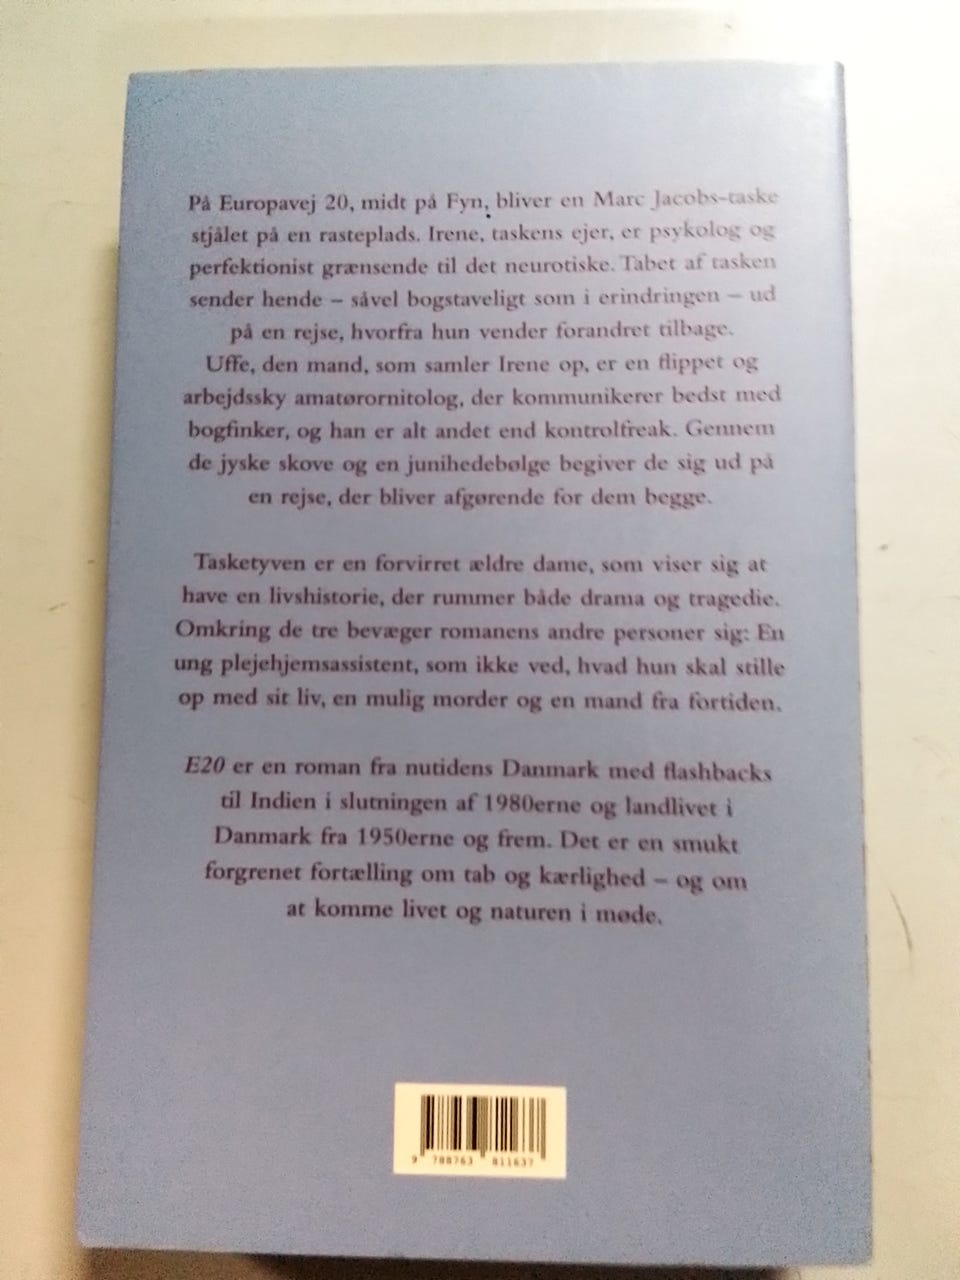 På Europavej 20, midt på Fyn, bliver en Marc Jacobs-taske
stjålet på en rasteplads. Irene, taskens ejer, er psykolog og
perfektionist grænsende til det neurotiske. Tabet af tasken
sender hende – såvel bogstaveligt som i erindringen – ud
på en rejse, hvorfra hun vender forandret tilbage.
Uffe, den mand, som samler Irene op, er en flippet og
arbejdssky amatørornitolog, der kommunikerer bedst med
bogfinker, og han er alt andet end kontrolfreak. Gennem
de jyske skove og en junihedebølge begiver de sig ud på
en rejse, der bliver afgørende for dem begge.
Tasketyven er en forvirret ældre dame, som viser sig at
have en livshistorie, der rummer både drama og tragedie.
Omkring de tre bevæger romanens andre personer sig: En
ung plejehjemsassistent, som ikke ved, hvad hun skal stille
op med sit liv, en mulig morder og en mand fra fortiden.
E20 er en roman fra nutidens Danmark med flashbacks
til Indien i slutningen af 1980erne og landlivet i
Danmark fra 1950erne og frem. Det er en smukt
forgrenet fortælling om tab og kærlighed – og om
at komme livet og naturen i møde.
9 788763 811637